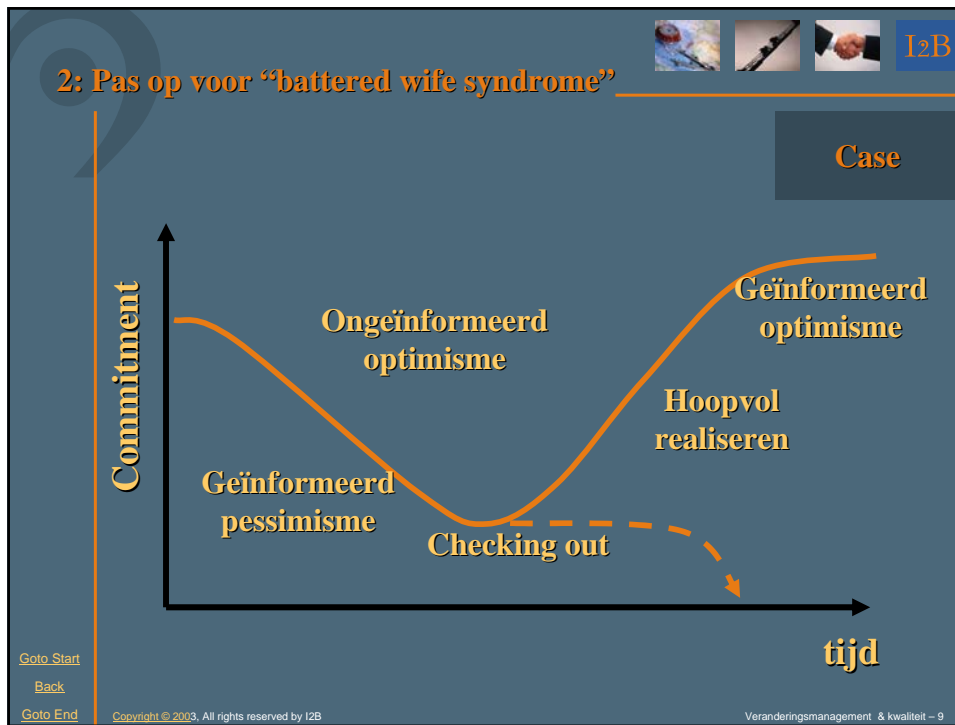 I2B
2: Pas op voor “battered wife syndrome”
Case
Commitment
Ongeïnformeerd
optimisme
Geïnformeerd
optimisme
Hoopvol
realiseren
Geïnformeerd
pessimisme
Checking out
tijd
Goto Start
Back
Goto End
Copyright © 2003, All rights reserved by I2B
Veranderingsmanagement & kwaliteit – 9